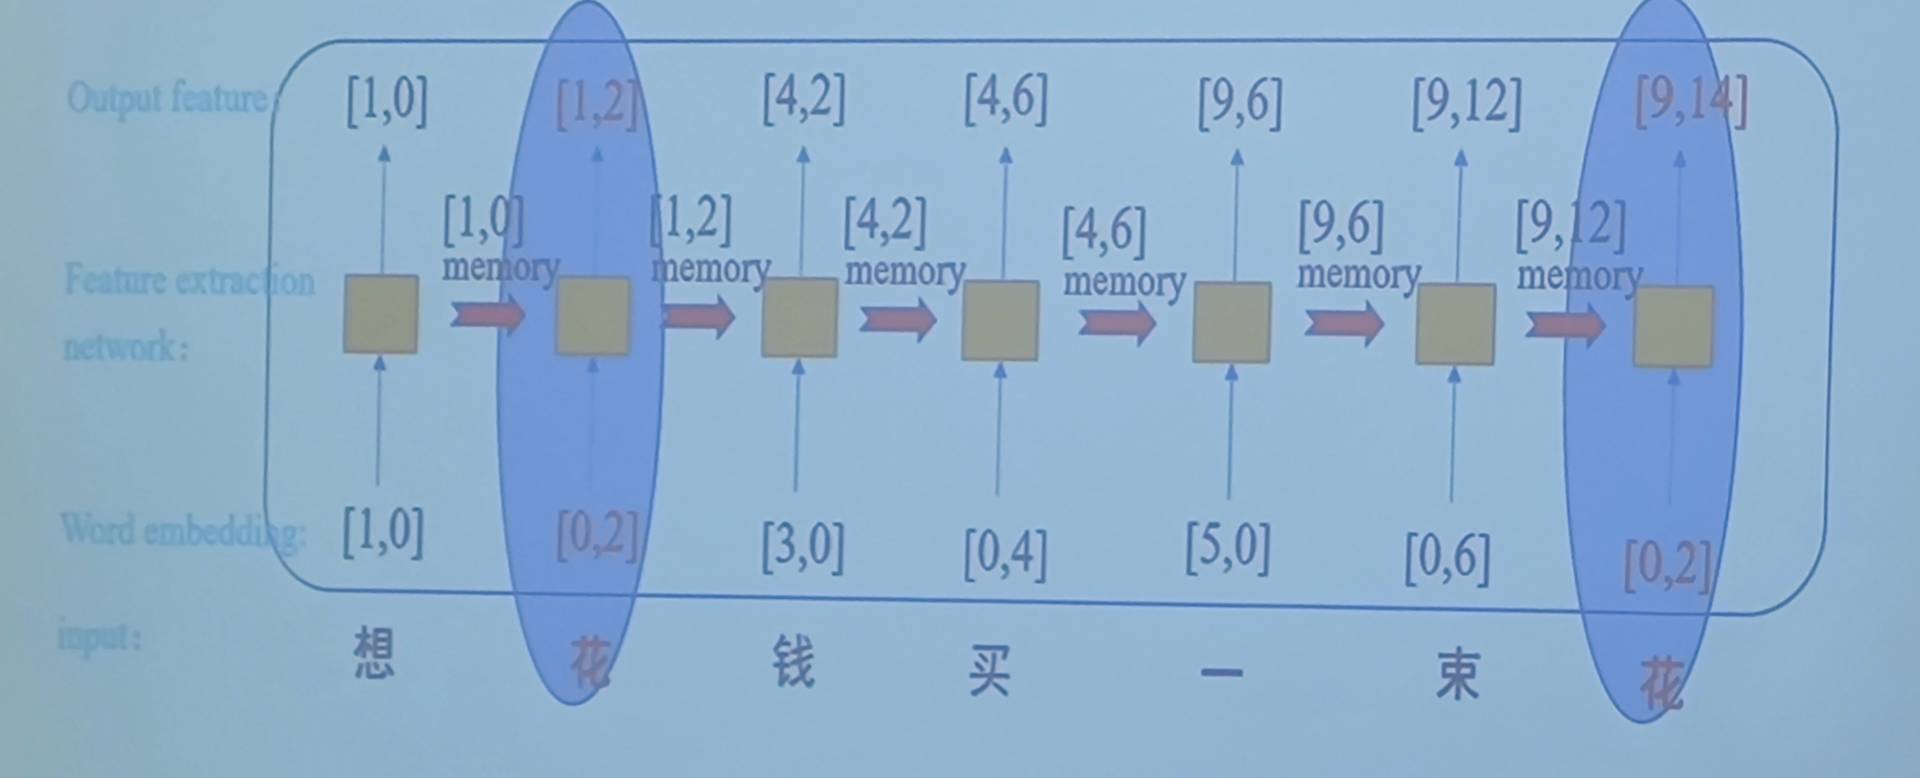 Output feature [1,0] [1,2] [4,2] [4,6] [9,6] [9,12] [9,14]
[1,0] [1,2] [4,2] [4,6] [9,6] [9,12]
memory memory memory memory memory memory
Feature extraction
network:
Word embedding: [1,0] [0,2] [3,0] [0,4] [5,0] [0,6] [0,2]
input: 想 花 钱 买 一 束 花